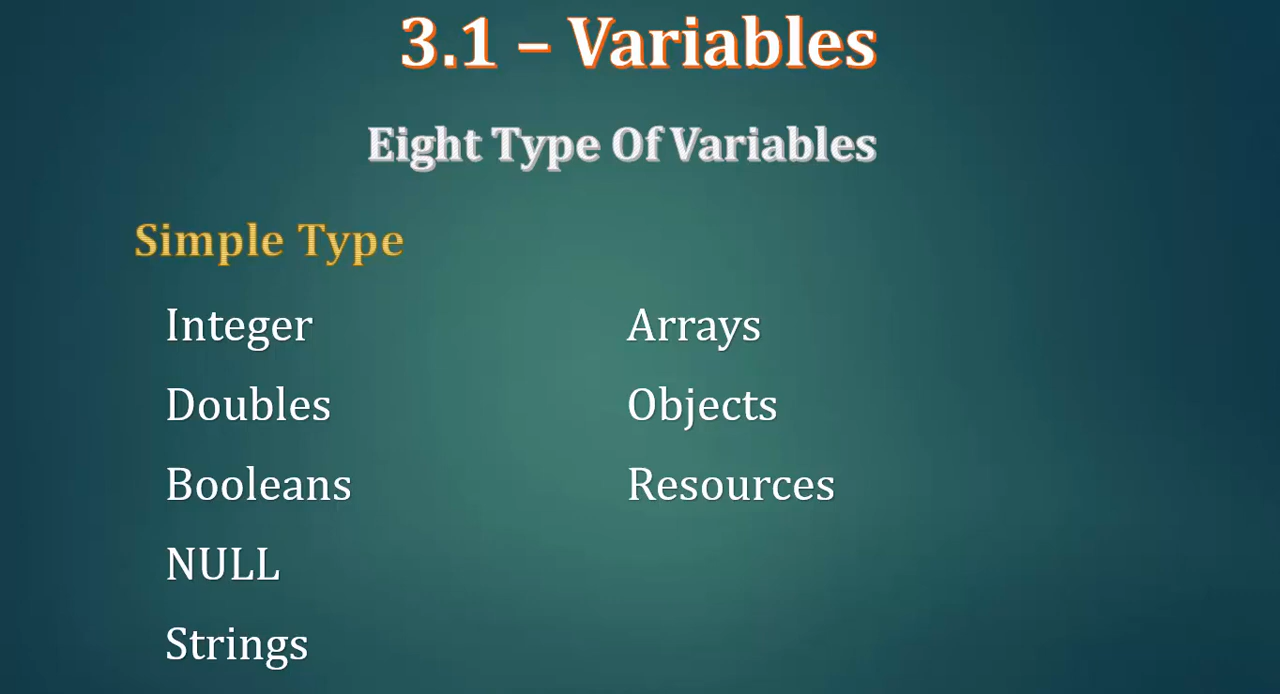 3.1 – Variables
Eight Type Of Variables
Simple Type
Integer
Doubles
Booleans
NULL
Strings
Arrays
Objects
Resources